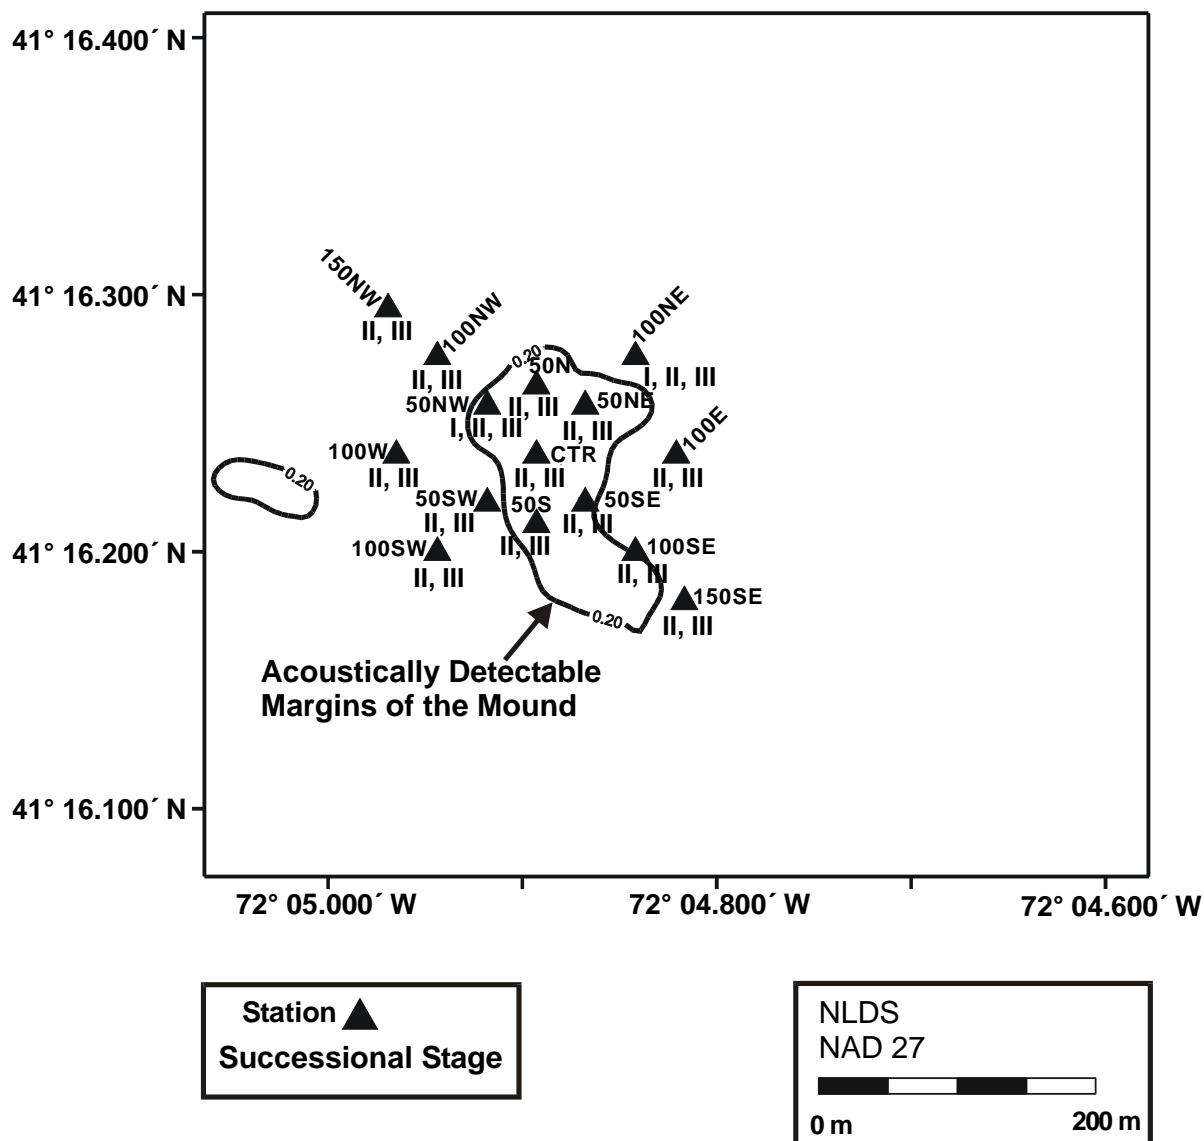 41° 16.400´ N
150NW
41° 16.300´ N
II, III
100NW
II, III
100NE
I, II, III
0.20
50N
II, III
50NW
I, II, III
50NE
II, III
100E
II, III
100W
II, III
CTR
II, III
0.20
50SW
II, III
50S
II, III
50SE
II, III
41° 16.200´ N
100SW
II, III
100SE
II, III
150SE
II, III
0.20
Acoustically Detectable
Margins of the Mound
41° 16.100´ N
72° 05.000´ W
72° 04.800´ W
72° 04.600´ W
Station
Successional Stage
NLDS
NAD 27
0 m
200 m